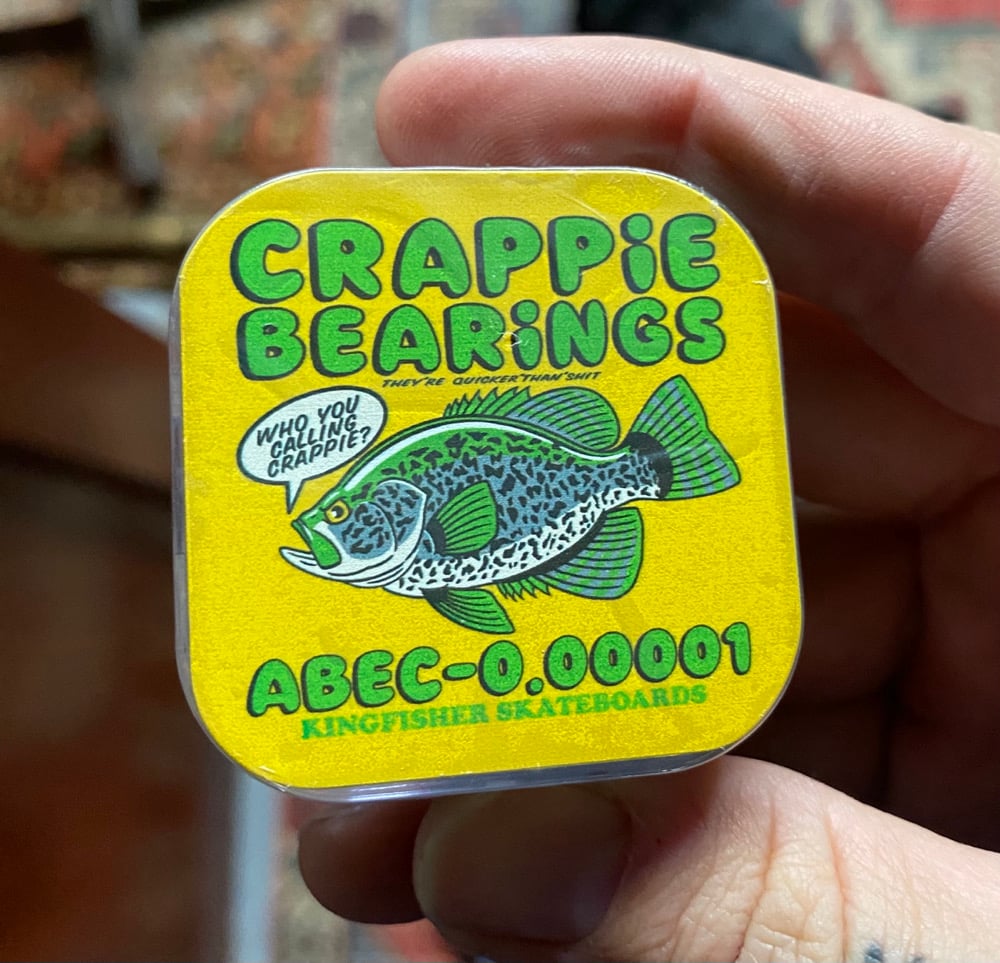 CRAPPiE
BEARiNGS
THEY'RE QUICKER THAN SHIT
WHO YOU
CALLING
CRAPPIE?
ABEC-0.00001
KINGFISHER SKATEBOARDS